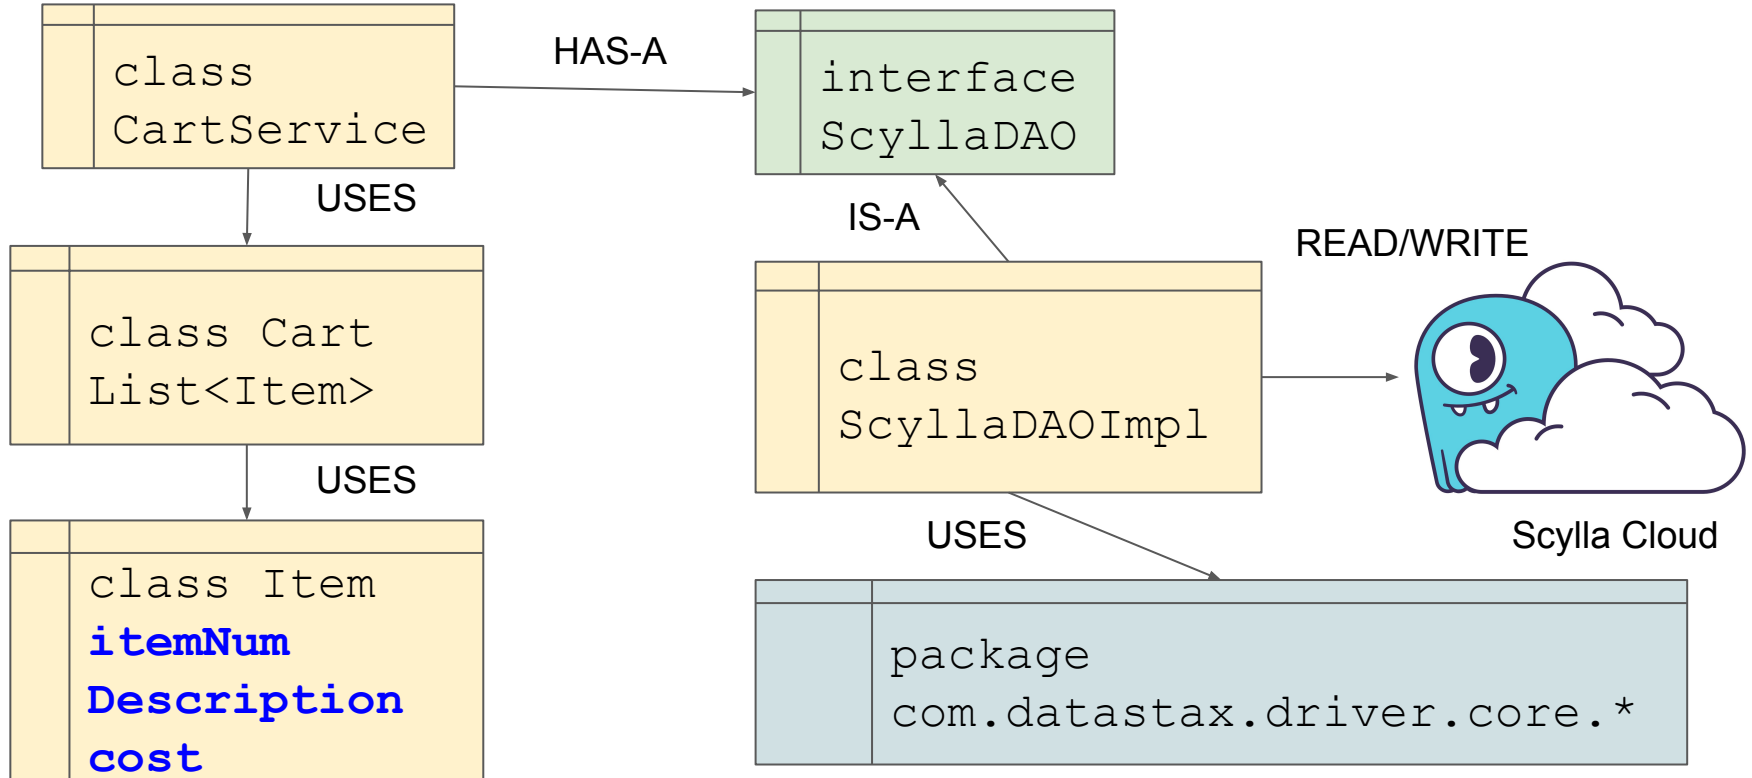 class
CartService
HAS-A
interface
ScyllaDAO
USES
IS-A
READ/WRITE
class Cart
List<Item>
class
ScyllaDAOImpl
USES
USES
Scylla Cloud
class Item
itemNum
Description
cost
package
com.datastax.driver.core.*